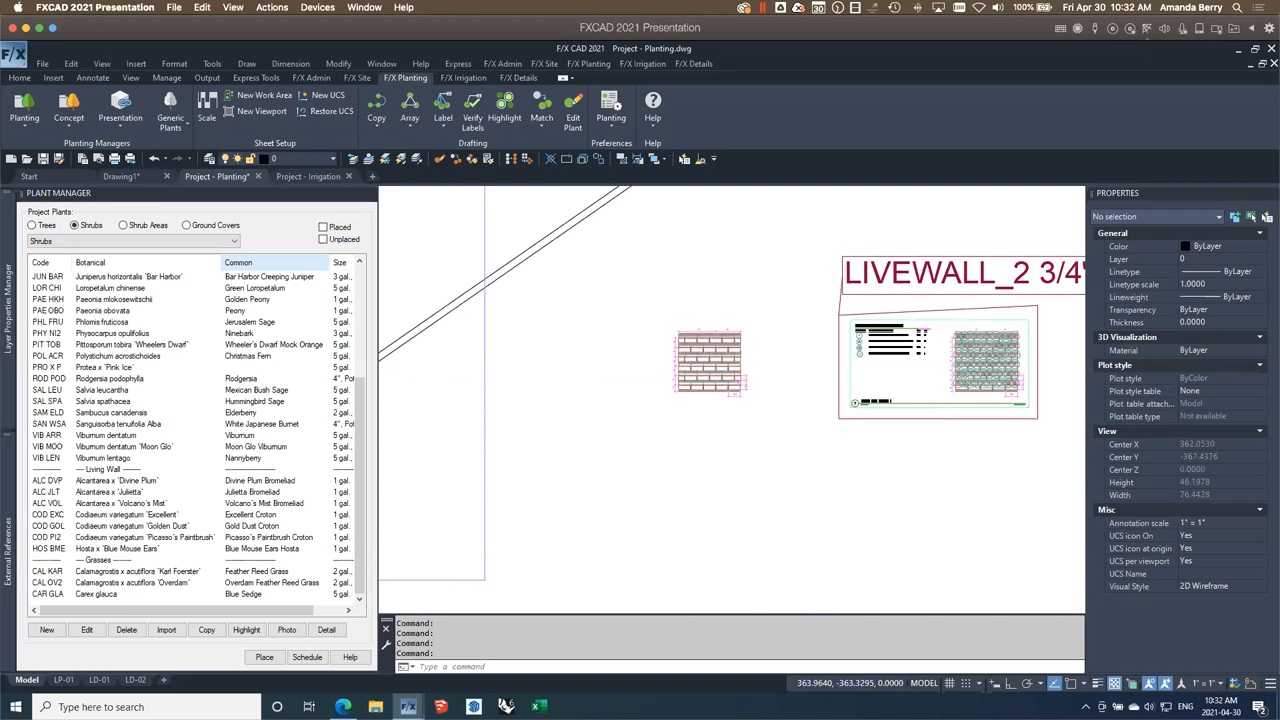 FXCAD 2021 Presentation File Edit View Actions Devices Window Help 100% Fri Apr 30 10:32 AM Amanda Berry
FXCAD 2021 Presentation
F/X CAD 2021 Project - Planting.dwg
F/X
File Edit View Insert Format Tools Draw Dimension Modify Window Help Express F/X Admin F/X Site F/X Planting F/X Irrigation F/X Details
Home Insert Annotate View Manage Output Express Tools F/X Admin F/X Site F/X Planting F/X Irrigation F/X Details
New Work Area New UCS
New Viewport Restore UCS
Planting Concept Presentation Generic Plants Scale Copy Array Label Verify Labels Highlight Match Edit Plant Planting Help
Planting Managers Sheet Setup Drafting Preferences Help
0
Start Drawing1* Project - Planting* Project - Irrigation
PLANT MANAGER
Project Plants:
Trees Shrubs Shrub Areas Ground Covers
Placed
Unplaced
Shrubs
Code Botanical Common Size
JUN BAR Juniperus horizontalis 'Bar Harbor' Bar Harbor Creeping Juniper 3 gal.,
LOR CHI Loropetalum chinense Green Loropetalum 5 gal.
PAE HBO Paeonia mlokosewitschii Golden Peony 1 gal.
PAE OBO Paeonia obovata Peony 1 gal.
PHL FRU Phlomis fruticosa Jerusalem Sage 5 gal.
PHY NI2 Physocarpus opulifolius Ninebark 2 gal.,
PIT TOB Pittosporum tobira 'Wheeler's Dwarf' Wheeler's Dwarf Mock Orange 5 gal.
POL ACR Polystichum acrostichoides Christmas Fern 5 gal.
PRO X P Protea x 'Pink Ice' 5 gal.
ROD POD Rodgersia podophylla Rodgersia 4", Pot
SAL LEU Salvia leucantha Mexican Bush Sage 5 gal.
SAL SPA Salvia spathacea Hummingbird Sage 5 gal.
SAM ELD Sambucus canadensis Elderberry 2 gal.
SAN WSA Sanguisorba tenuifolia Alba White Japanese Burnet 4", Pot
VIB ARR Viburnum dentatum Viburnum 5 gal.
VIB MOO Viburnum dentatum 'Moon Glo' Moon Glo Viburnum 5 gal.
VIB LEN Viburnum lentago Nannyberry 5 gal.
------------ Living Wall --------
ALC DVP Alcantarea x 'Divine Plum' Divine Plum Bromeliad 1 gal.
ALC JLT Alcantarea x 'Julietta' Julietta Bromeliad 1 gal.
ALC VOL Alcantarea x 'Volcano's Mist' Volcano's Mist Bromeliad 1 gal.
COD EXC Codiaeum variegatum 'Excellent' Excellent Croton 1 gal.
COD GOL Codiaeum variegatum 'Golden Dust' Gold Dust Croton 1 gal.
COD PI2 Codiaeum variegatum 'Picasso's Paintbrush' Picasso's Paintbrush Croton 1 gal.
HOS BME Hosta x 'Blue Mouse Ears' Blue Mouse Ears Hosta 1 gal.
------------ Grasses --------
CAL KAR Calamagrostis x acutiflora 'Karl Foerster' Feather Reed Grass 2 gal.,
CAL OV2 Calamagrostis x acutiflora 'Overdam' Overdam Feather Reed Grass 2 gal.,
CAR GLA Carex glauca Blue Sedge 5 gal.
New Edit Delete Import Copy Highlight Photo Detail
Place Schedule Help
Layer Properties Manager
External References
LIVEWALL_2 3/4"
Command:
Command:
Command:
Command:
Type a command
PROPERTIES
No selection
General
Color ByLayer
Layer 0
Linetype ByLayer
Linetype scale 1.0000
Lineweight ByLayer
Transparency ByLayer
Thickness 0.0000
3D Visualization
Material ByLayer
Plot style
Plot style ByColor
Plot style table None
Plot table attach... Model
Plot table type Not available
View
Center X 362.0530
Center Y -367.4376
Center Z 0.0000
Height 46.1978
Width 76.4428
Misc
Annotation scale 1" = 1"
UCS icon On Yes
UCS icon at origin Yes
UCS per viewport Yes
UCS Name
Visual Style 2D Wireframe
Model LP-01 LD-01 LD-02 +
363.9640, -363.3295, 0.0000 MODEL 1" = 1"
Type here to search
10:32 AM
2021-04-30